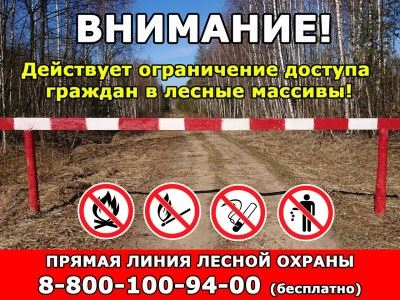 ВНИМАНИЕ!
Действует ограничение доступа
граждан в лесные массивы!
ПРЯМАЯ ЛИНИЯ ЛЕСНОЙ ОХРАНЫ
8-800-100-94-00 (бесплатно)